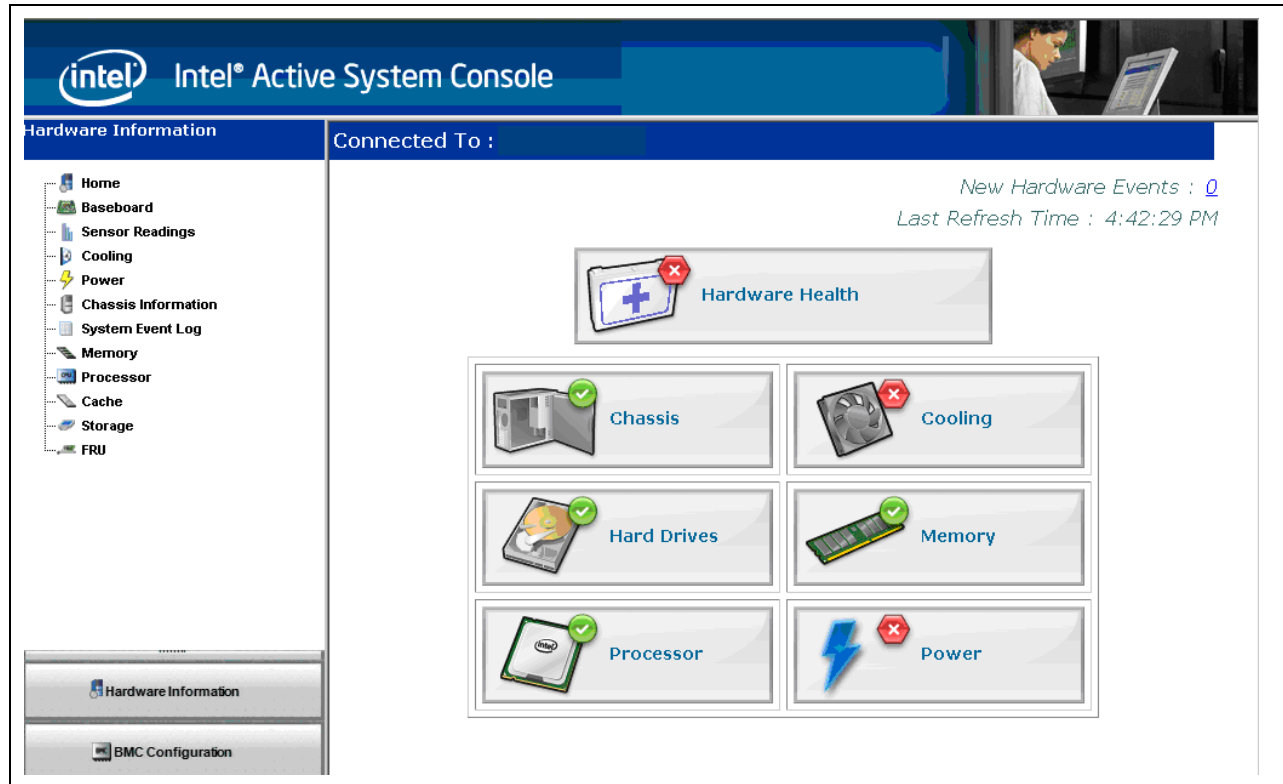 intel Intel® Active System Console
Hardware Information
Connected To :
Home
Baseboard
Sensor Readings
Cooling
Power
Chassis Information
System Event Log
Memory
Processor
Cache
Storage
FRU
Hardware Information
BMC Configuration
New Hardware Events : 0
Last Refresh Time : 4:42:29 PM
Hardware Health
Chassis
Cooling
Hard Drives
Memory
intel
Processor
Power